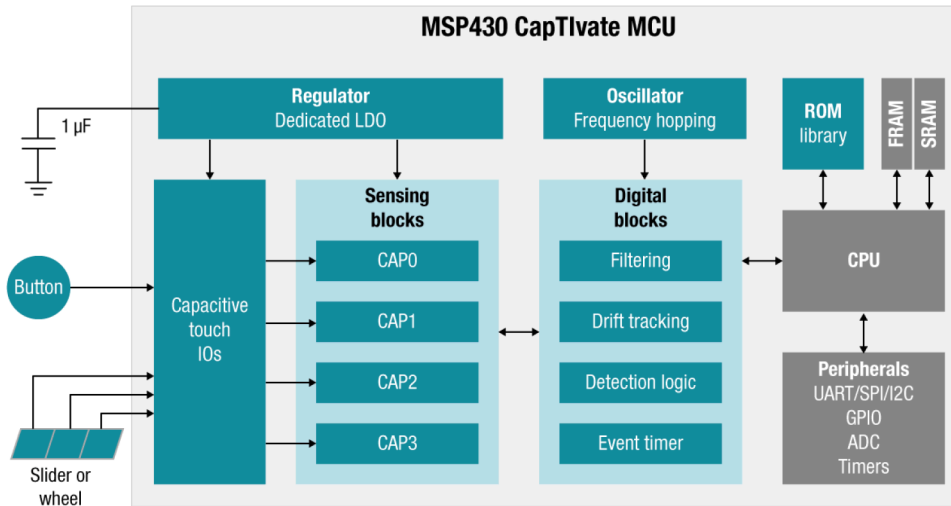 MSP430 CapTIvate MCU
Regulator
Dedicated LDO
Oscillator
Frequency hopping
ROM
library
FRAM
SRAM
1 µF
Sensing
blocks
Digital
blocks
CAP0
Filtering
CPU
Button
Capacitive
touch
IOs
CAP1
Drift tracking
CAP2
Detection logic
CAP3
Event timer
Peripherals
UART/SPI/I2C
GPIO
ADC
Timers
Slider or
wheel